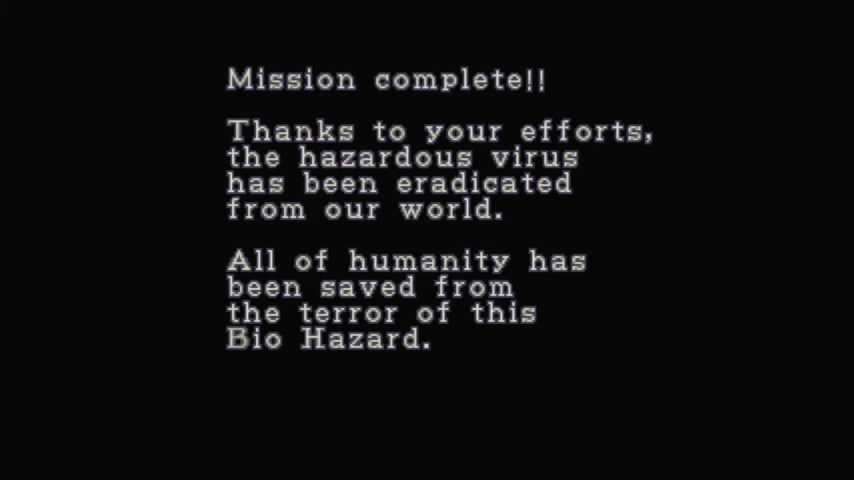 Mission complete!!
Thanks to your efforts,
the hazardous virus
has been eradicated
from our world.
All of humanity has
been saved from
the terror of this
Bio Hazard.